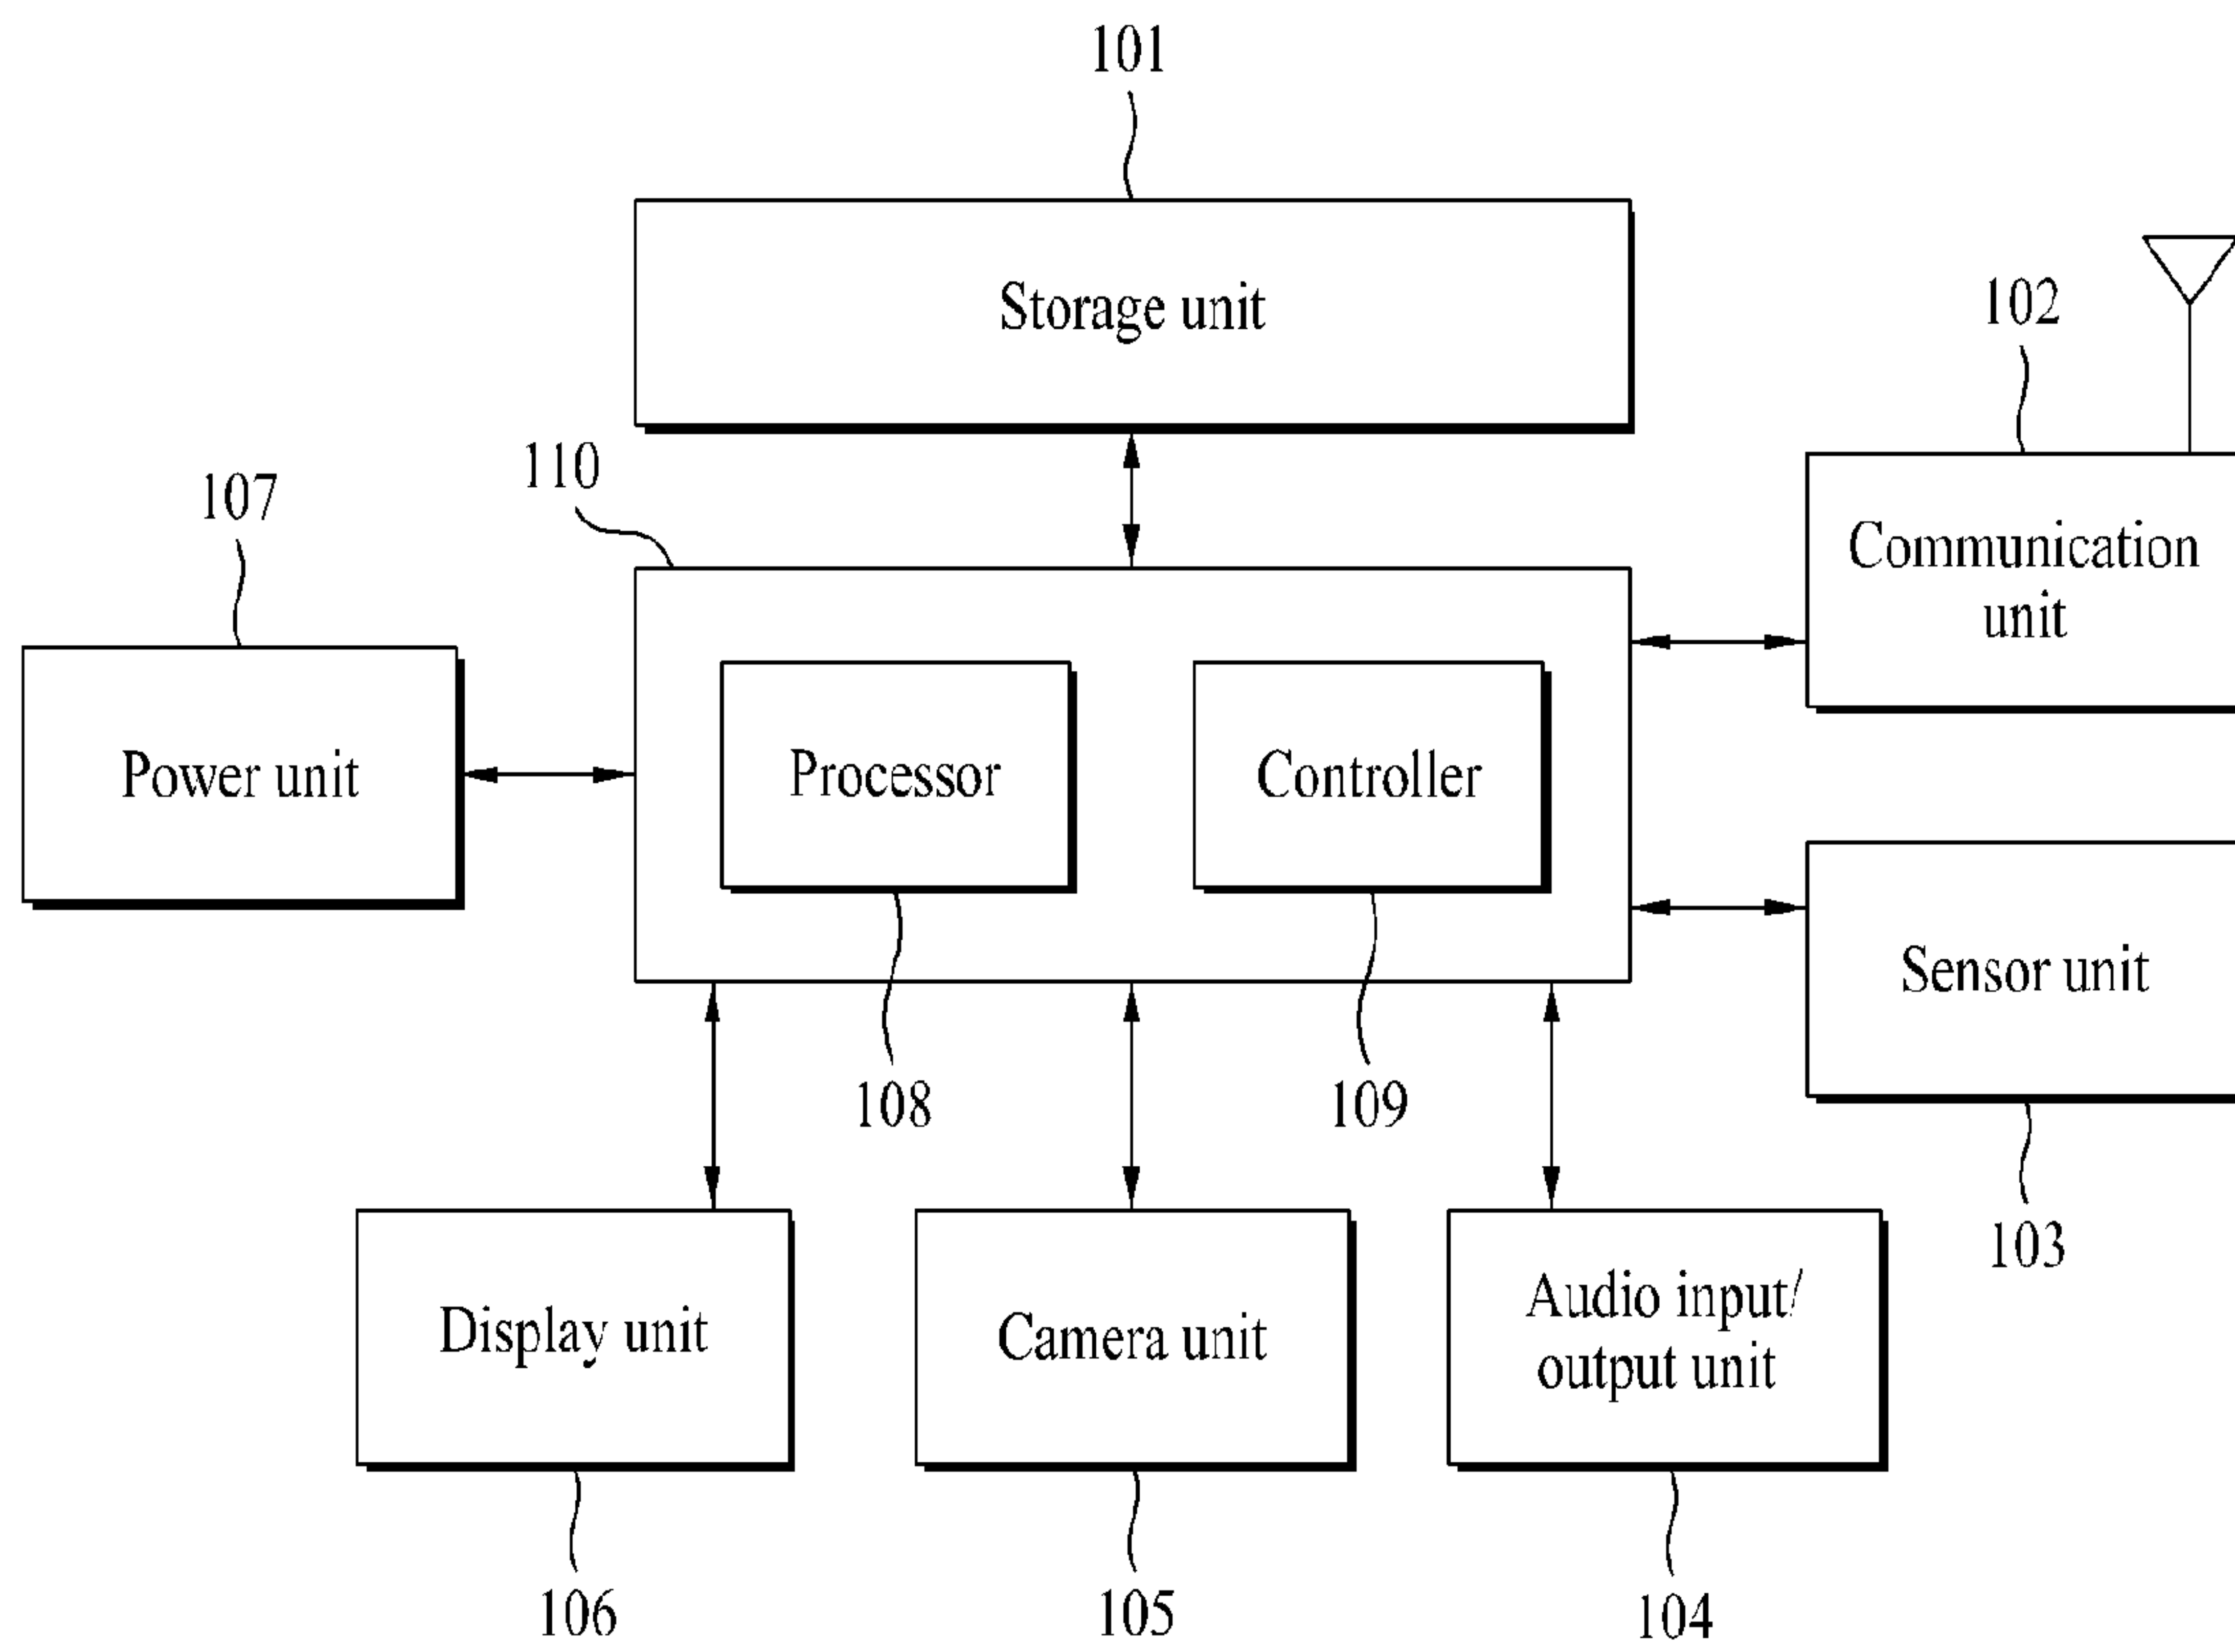 101
Storage unit
102
110
107
Communication
unit
Power unit
Processor
Controller
Sensor unit
108
109
103
Display unit
Camera unit
Audio input/
output unit
106
105
104